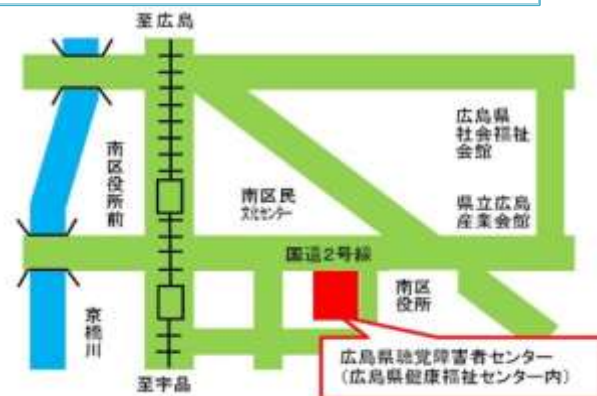 至広島
広島県
社会福祉
会館
南区役所前
南区民
文化センター
県立広島
産業会館
国道2号線
南区
役所
京橋川
広島県聴覚障害者センター
(広島県健康福祉センター内)
至宇品